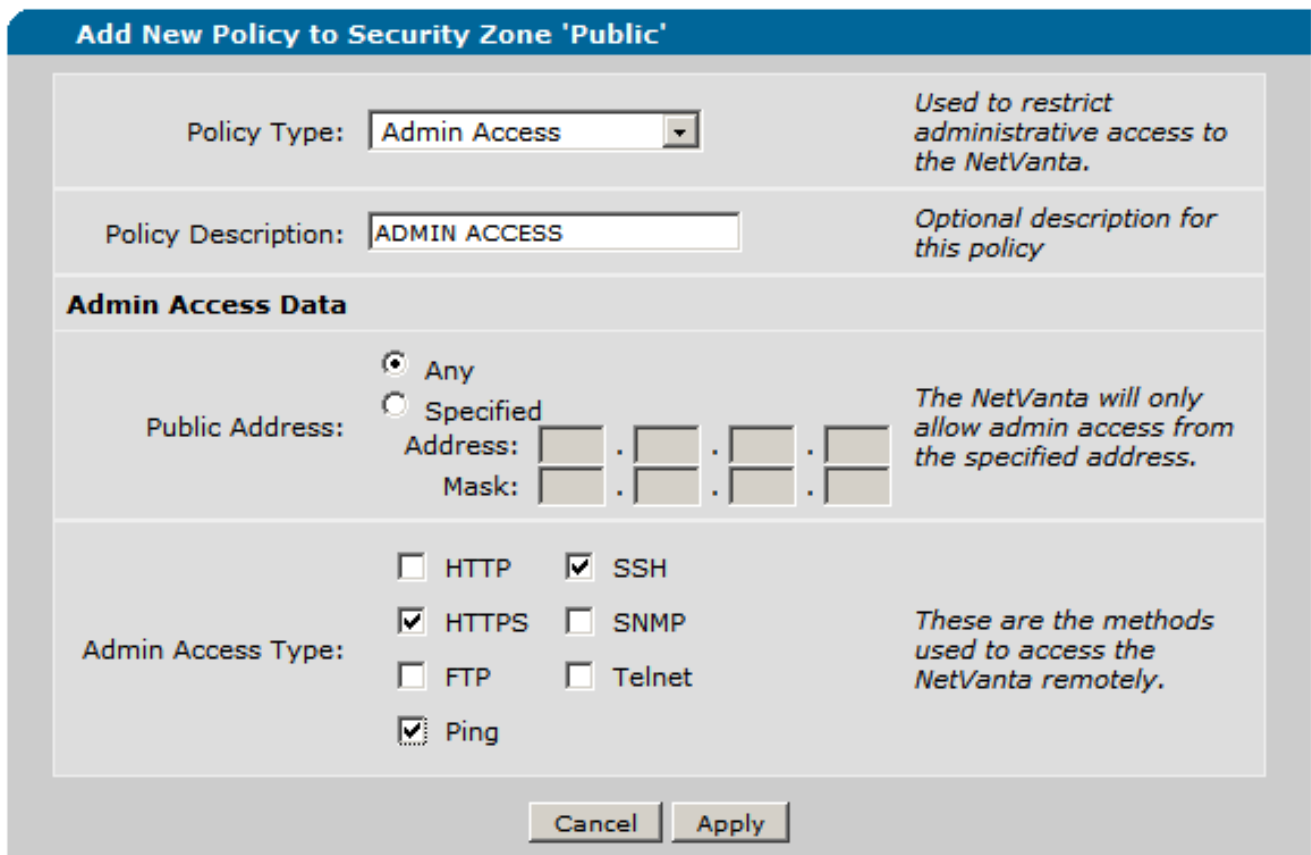 Add New Policy to Security Zone 'Public'
Policy Type:
Admin Access
Used to restrict
administrative access to
the NetVanta.
Policy Description:
ADMIN ACCESS
Optional description for
this policy
Admin Access Data
Public Address:
Any
Specified
Address: . . .
Mask: . . .
The NetVanta will only
allow admin access from
the specified address.
Admin Access Type:
HTTP SSH
HTTPS SNMP
FTP Telnet
Ping
These are the methods
used to access the
NetVanta remotely.
Cancel Apply